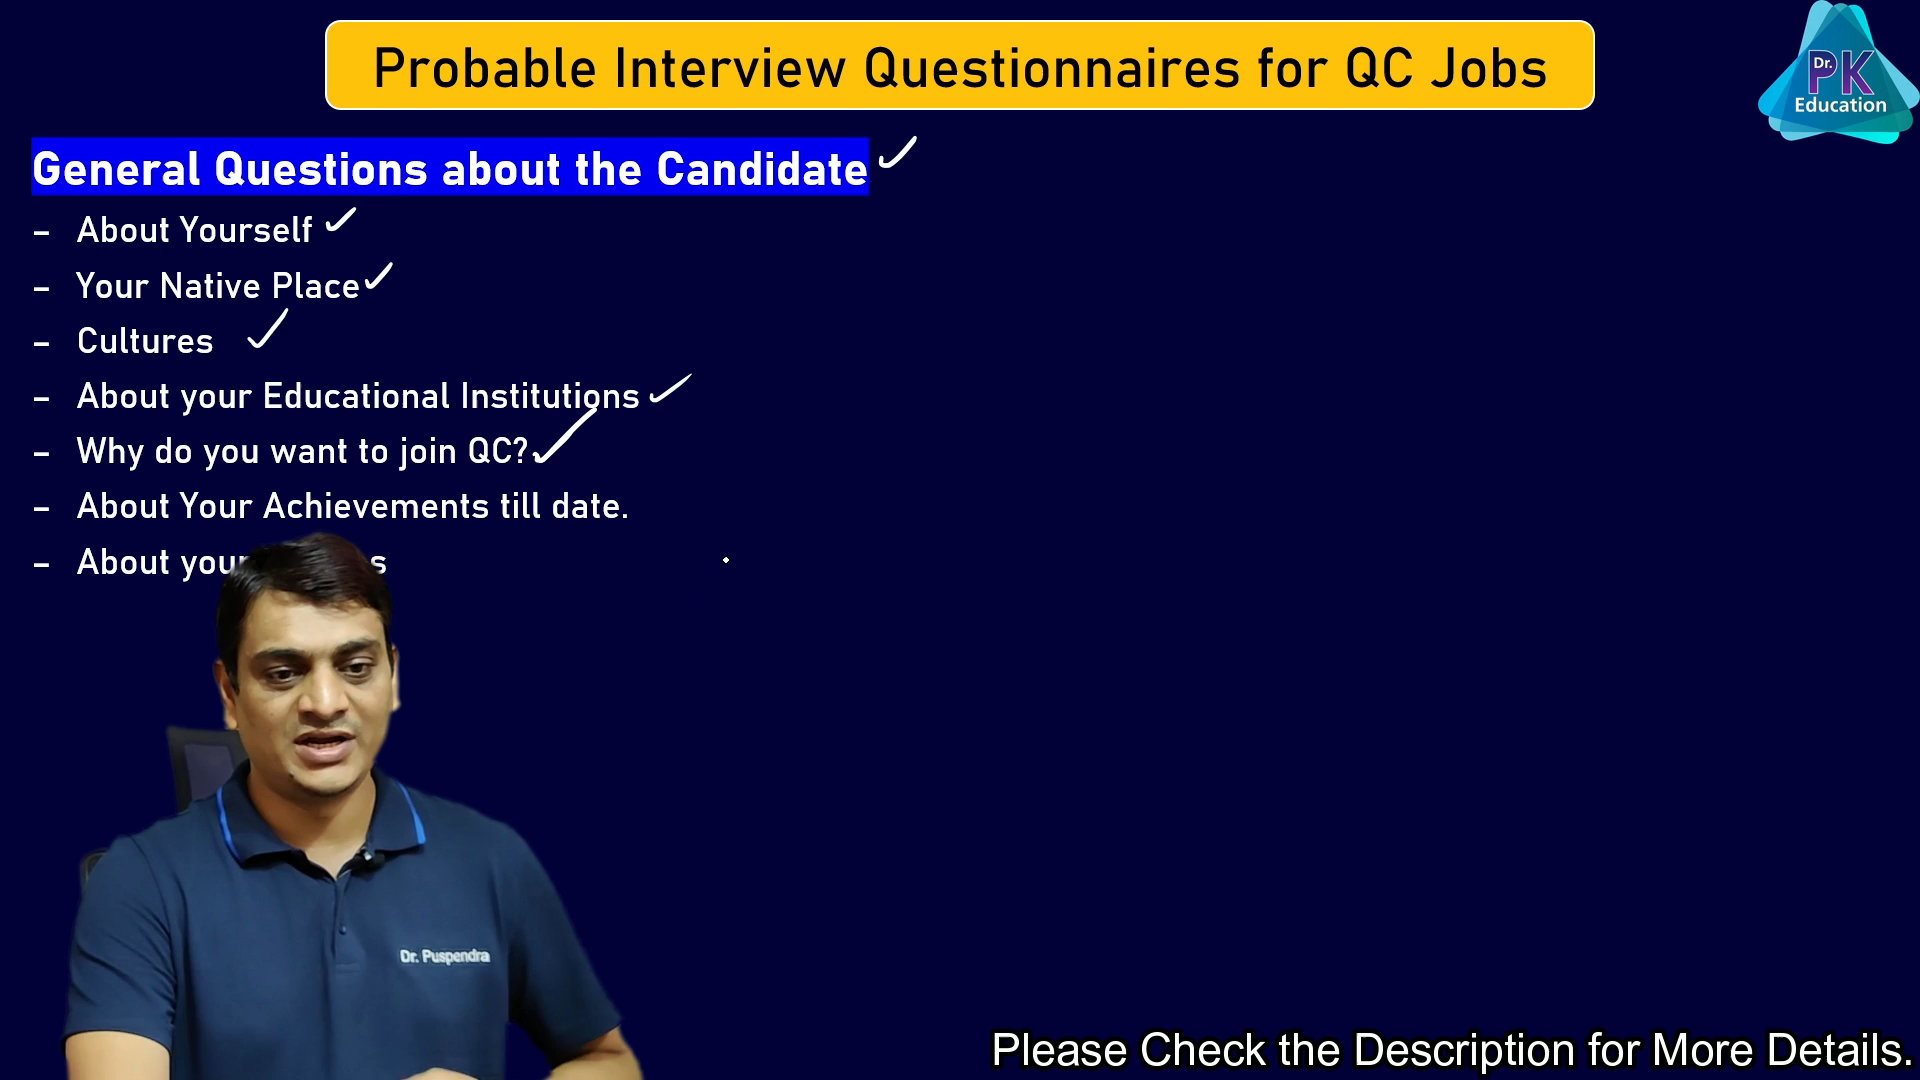 Probable Interview Questionnaires for QC Jobs
Dr.
PK
Education
General Questions about the Candidate
– About Yourself
– Your Native Place
– Cultures
– About your Educational Institutions
– Why do you want to join QC?
– About Your Achievements till date.
– About
Dr. Puspendra
Please Check the Description for More Details.